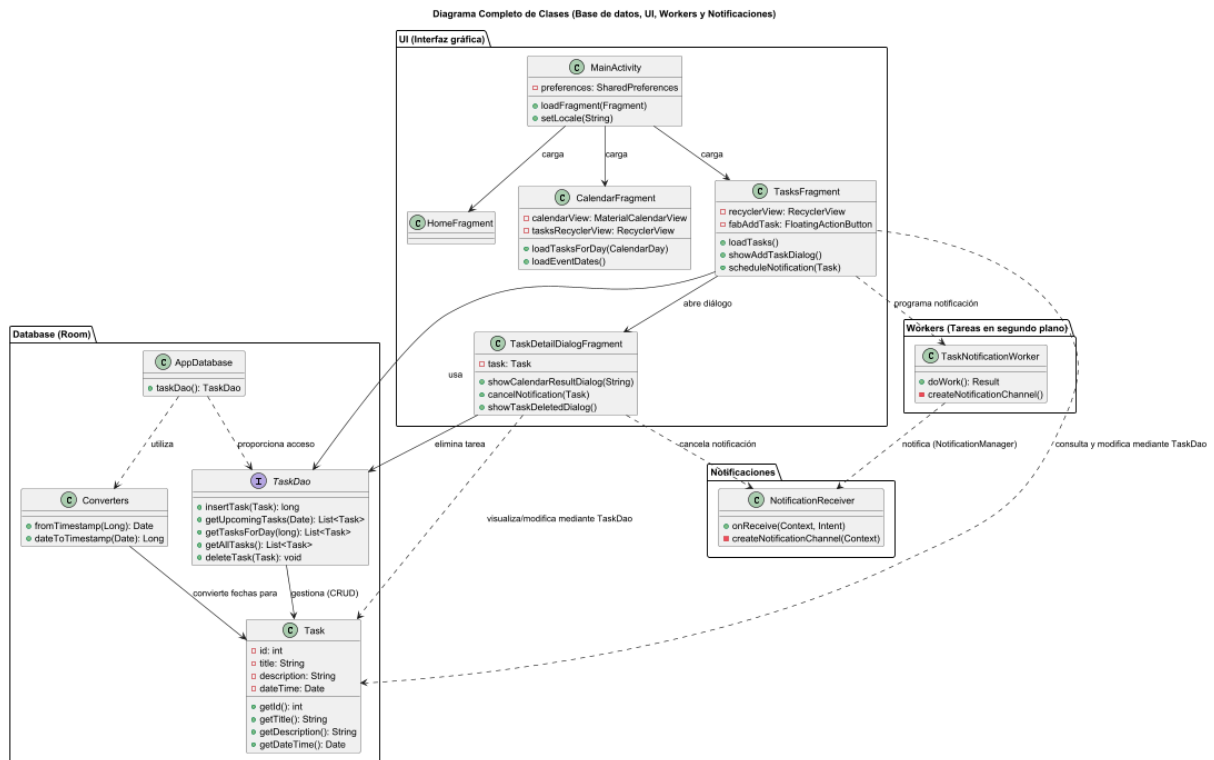 Diagrama Completo de Clases (Base de datos, UI, Workers y Notificaciones)
UI (Interfaz gráfica)
C MainActivity
preferences: SharedPreferences
loadFragment(Fragment)
setLocale(String)
carga
carga
carga
C HomeFragment
C CalendarFragment
calendarView: MaterialCalendarView
tasksRecyclerView: RecyclerView
loadTasksForDay(CalendarDay)
loadEventDates()
C TasksFragment
recyclerView: RecyclerView
fabAddTask: FloatingActionButton
loadTasks()
showAddTaskDialog()
scheduleNotification(Task)
abre diálogo
programa notificación
C TaskDetailDialogFragment
task: Task
showCalendarResultDialog(String)
cancelNotification(Task)
showTaskDeletedDialog()
Workers (Tareas en segundo plano)
C TaskNotificationWorker
doWork(): Result
createNotificationChannel()
Database (Room)
C AppDatabase
taskDao(): TaskDao
usa
utiliza
proporciona acceso
elimina tarea
cancela notificación
notifica (NotificationManager)
consulta y modifica mediante TaskDao
C Converters
fromTimestamp(Long): Date
dateToTimestamp(Date): Long
I TaskDao
insertTask(Task): long
getUpcomingTasks(Date): List<Task>
getTasksForDay(long): List<Task>
getAllTasks(): List<Task>
deleteTask(Task): void
Notificaciones
C NotificationReceiver
onReceive(Context, Intent)
createNotificationChannel(Context)
visualiza/modifica mediante TaskDao
convierte fechas para
gestiona (CRUD)
C Task
id: int
title: String
description: String
dateTime: Date
getId(): int
getTitle(): String
getDescription(): String
getDateTime(): Date